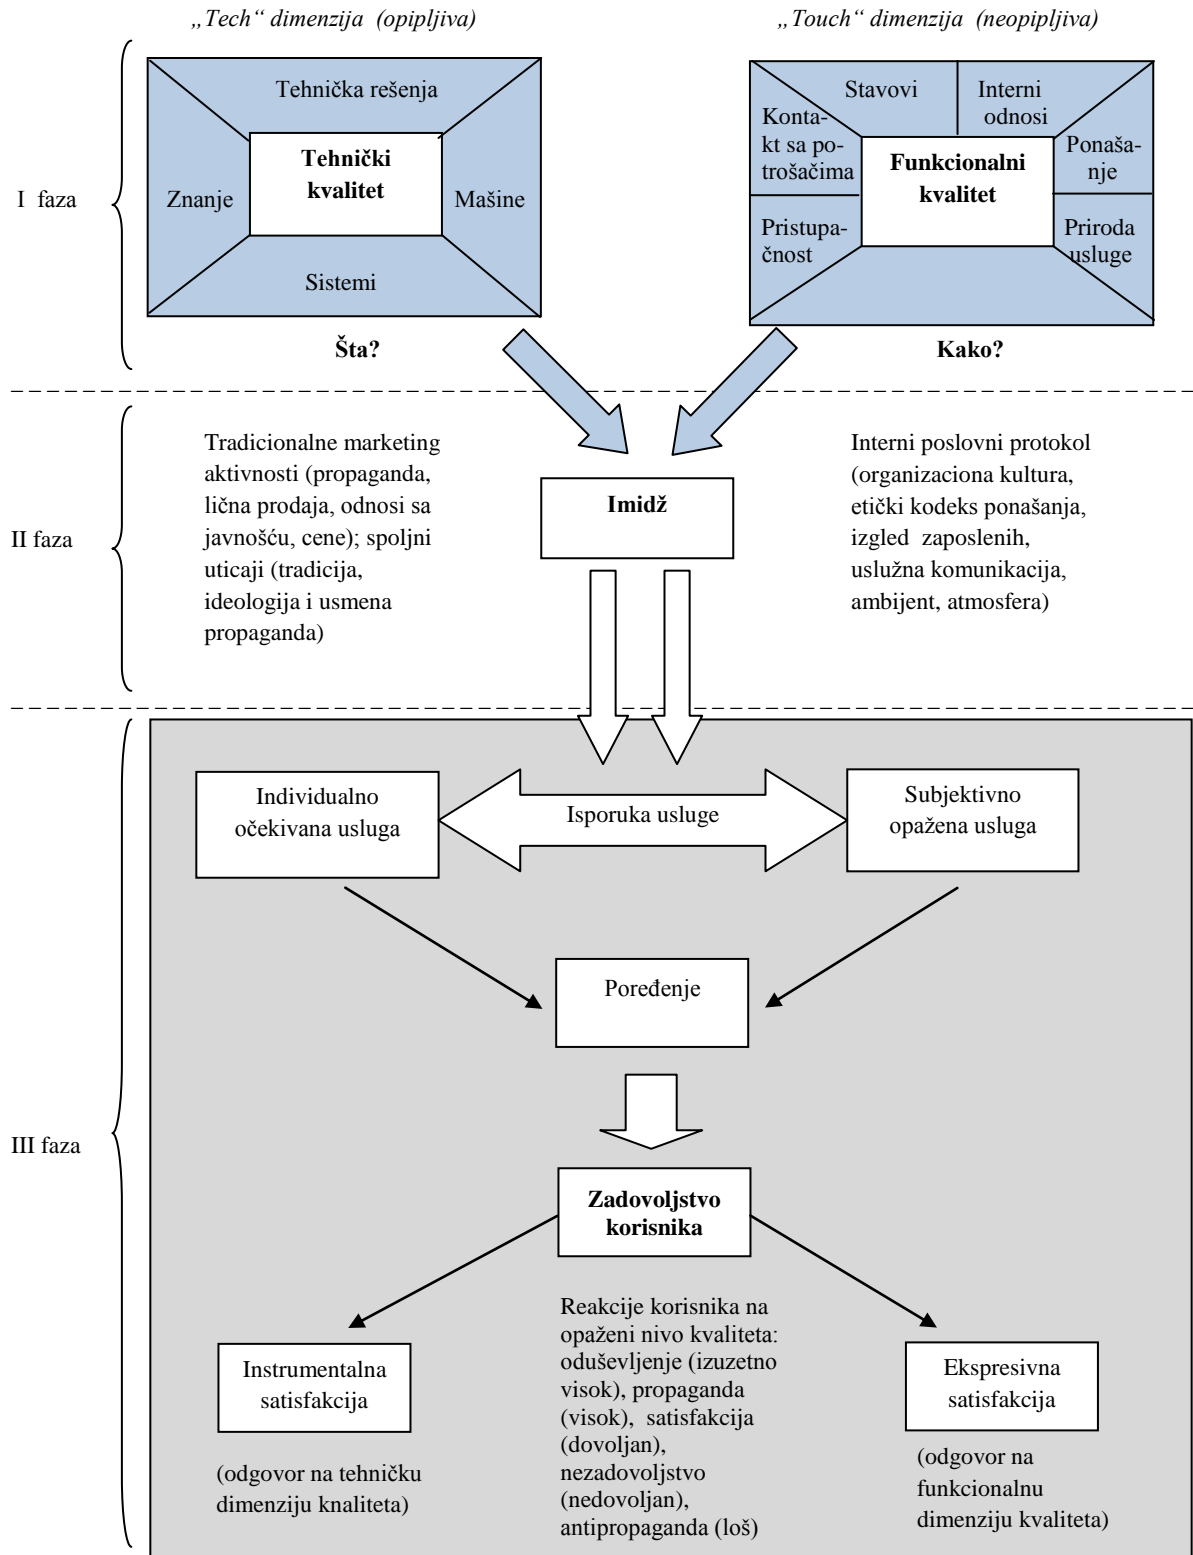 „Tech“ dimenzija (opipljiva)
„Touch“ dimenzija (neopipljiva)
I faza
Tehnička rešenja
Znanje
Tehnički
kvalitet
Mašine
Sistemi
Šta?
Stavovi
Interni
odnosi
Konta-
kt sa po-
trošačima
Funkcionalni
kvalitet
Ponaša-
nje
Pristupa-
čnost
Priroda
usluge
Kako?
II faza
Tradicionalne marketing
aktivnosti (propaganda,
lična prodaja, odnosi sa
javnošću, cene); spoljni
uticaji (tradicija,
ideologija i usmena
propaganda)
Imidž
Interni poslovni protokol
(organizaciona kultura,
etički kodeks ponašanja,
izgled zaposlenih,
uslužna komunikacija,
ambijent, atmosfera)
III faza
Individualno
očekivana usluga
Isporuka usluge
Subjektivno
opažena usluga
Poređenje
Zadovoljstvo
korisnika
Instrumentalna
satisfakcija
(odgovor na tehničku
dimenziju knaliteta)
Reakcije korisnika na
opaženi nivo kvaliteta:
oduševljenje (izuzetno
visok), propaganda
(visok), satisfakcija
(dovoljan),
nezadovoljstvo
(nedovoljan),
antipropaganda (loš)
Ekspresivna
satisfakcija
(odgovor na
funkcionalnu
dimenziju kvaliteta)